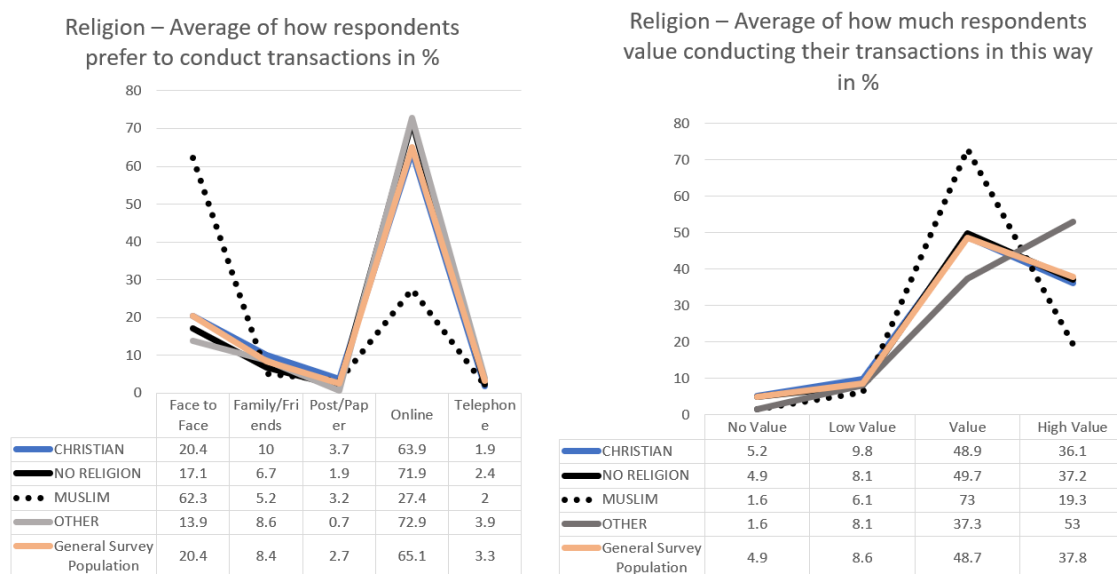 Religion – Average of how respondents
prefer to conduct transactions in %
80
70
60
50
40
30
20
10
0
Face to Face Family/Fri ends Post/Pap er Online Telephon e
CHRISTIAN 20.4 10 3.7 63.9 1.9
NO RELIGION 17.1 6.7 1.9 71.9 2.4
MUSLIM 62.3 5.2 3.2 27.4 2
OTHER 13.9 8.6 0.7 72.9 3.9
General Survey Population 20.4 8.4 2.7 65.1 3.3
Religion – Average of how much respondents
value conducting their transactions in this way
in %
80
70
60
50
40
30
20
10
0
No Value Low Value Value High Value
CHRISTIAN 5.2 9.8 48.9 36.1
NO RELIGION 4.9 8.1 49.7 37.2
MUSLIM 1.6 6.1 73 19.3
OTHER 1.6 8.1 37.3 53
General Survey Population 4.9 8.6 48.7 37.8